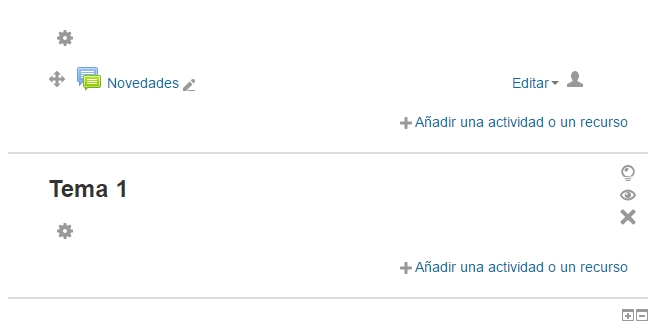 Novedades
Editar
Añadir una actividad o un recurso
Tema 1
Añadir una actividad o un recurso